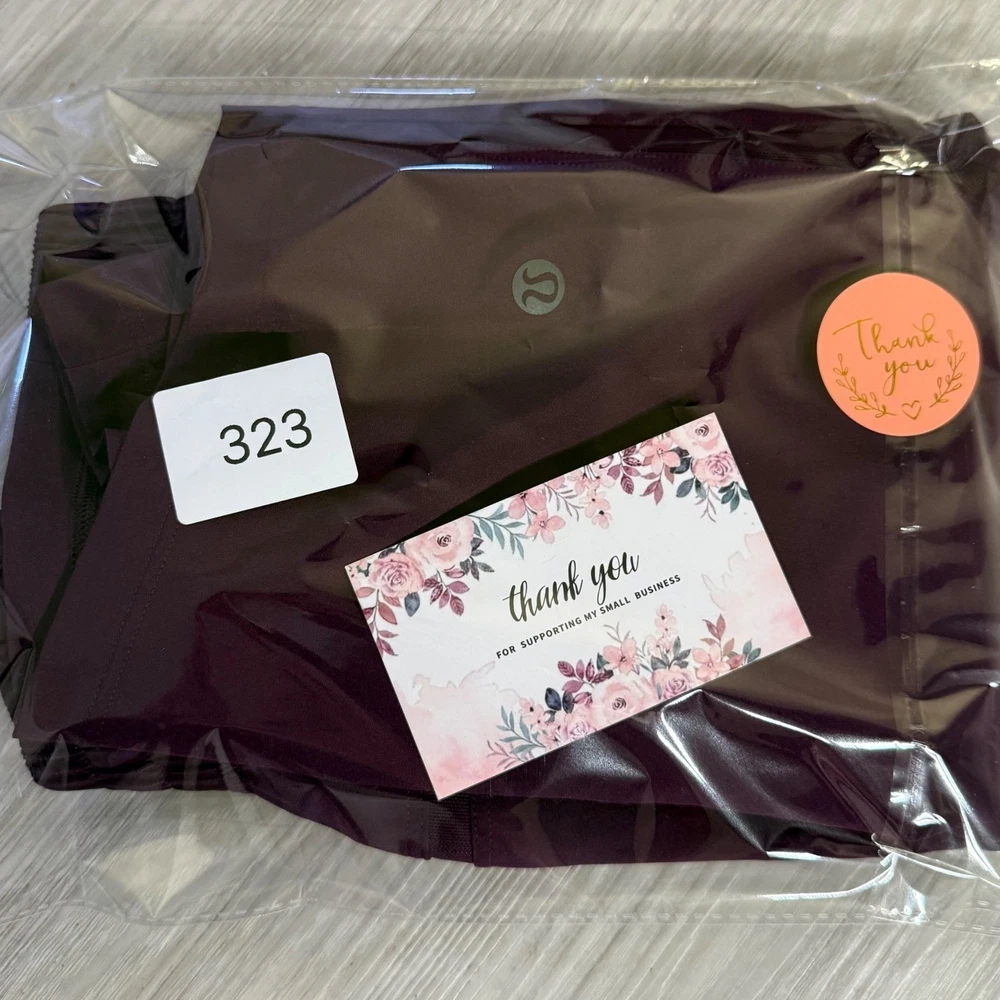 Thank
you
323
thank you
FOR SUPPORTING MY SMALL BUSINESS